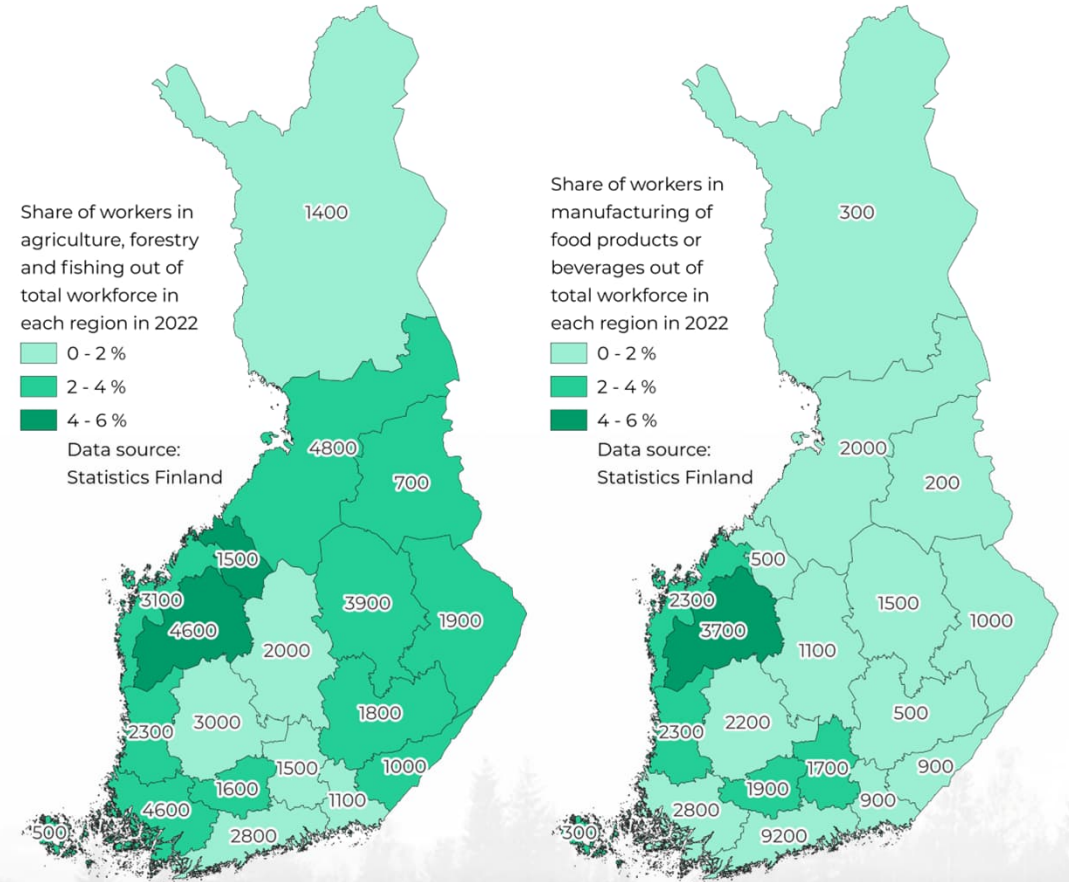 Share of workers in
agriculture, forestry
and fishing out of
total workforce in
each region in 2022
0 - 2 %
2 - 4 %
4 - 6 %
Data source:
Statistics Finland
1400
4800
700
1500
3100
4600
3900
1900
2000
1800
3000
2300
1500
1000
1600
1100
4600
500
2800
Share of workers in
manufacturing of
food products or
beverages out of
total workforce in
each region in 2022
0 - 2 %
2 - 4 %
4 - 6 %
Data source:
Statistics Finland
300
2000
200
500
2300
3700
1500
1000
1100
500
2200
2300
1700
900
1900
900
2800
300
9200